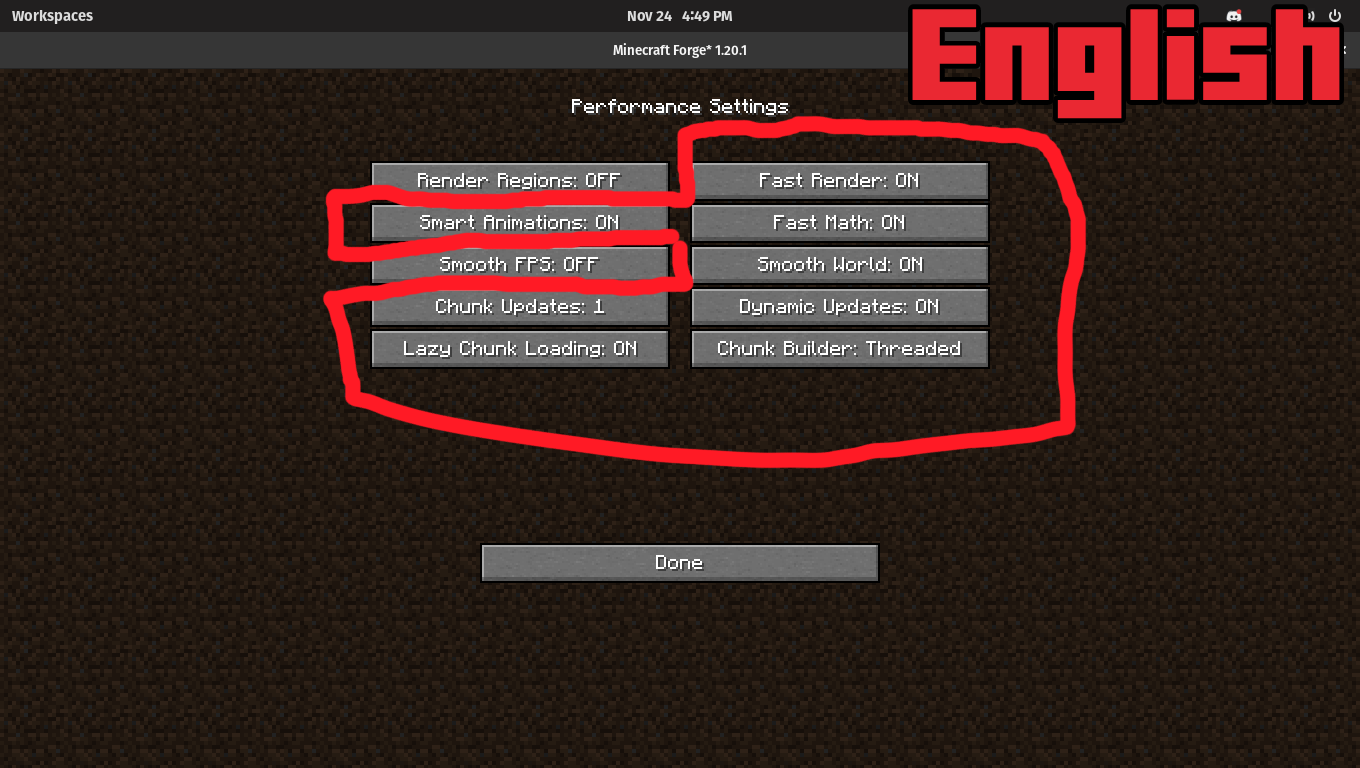 Workspaces
Nov 24 4:49 PM
English
Minecraft Forge* 1.20.1
Performance Settings
Render Regions: OFF
Fast Render: ON
Smart Animations: ON
Fast Math: ON
Smooth FPS: OFF
Smooth World: ON
Chunk Updates: 1
Dynamic Updates: ON
Lazy Chunk Loading: ON
Chunk Builder: Threaded
Done